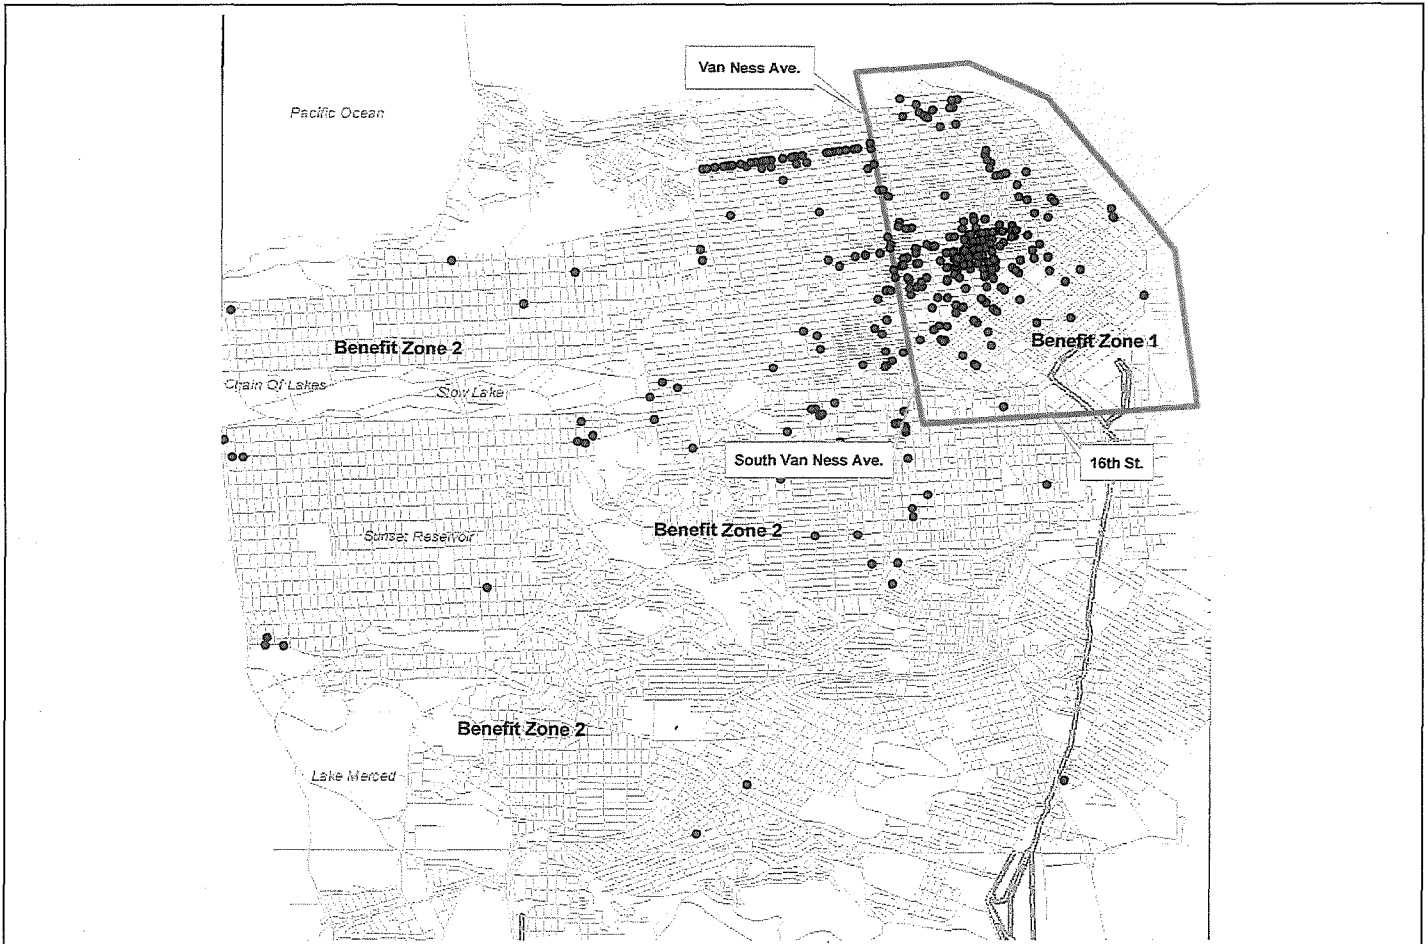 Van Ness Ave.
Pacific Ocean
Benefit Zone 2
Benefit Zone 1
Chain Of Lakes
Stow Lake
South Van Ness Ave.
16th St.
Benefit Zone 2
Sunset Reservoir
Benefit Zone 2
Lake Merced